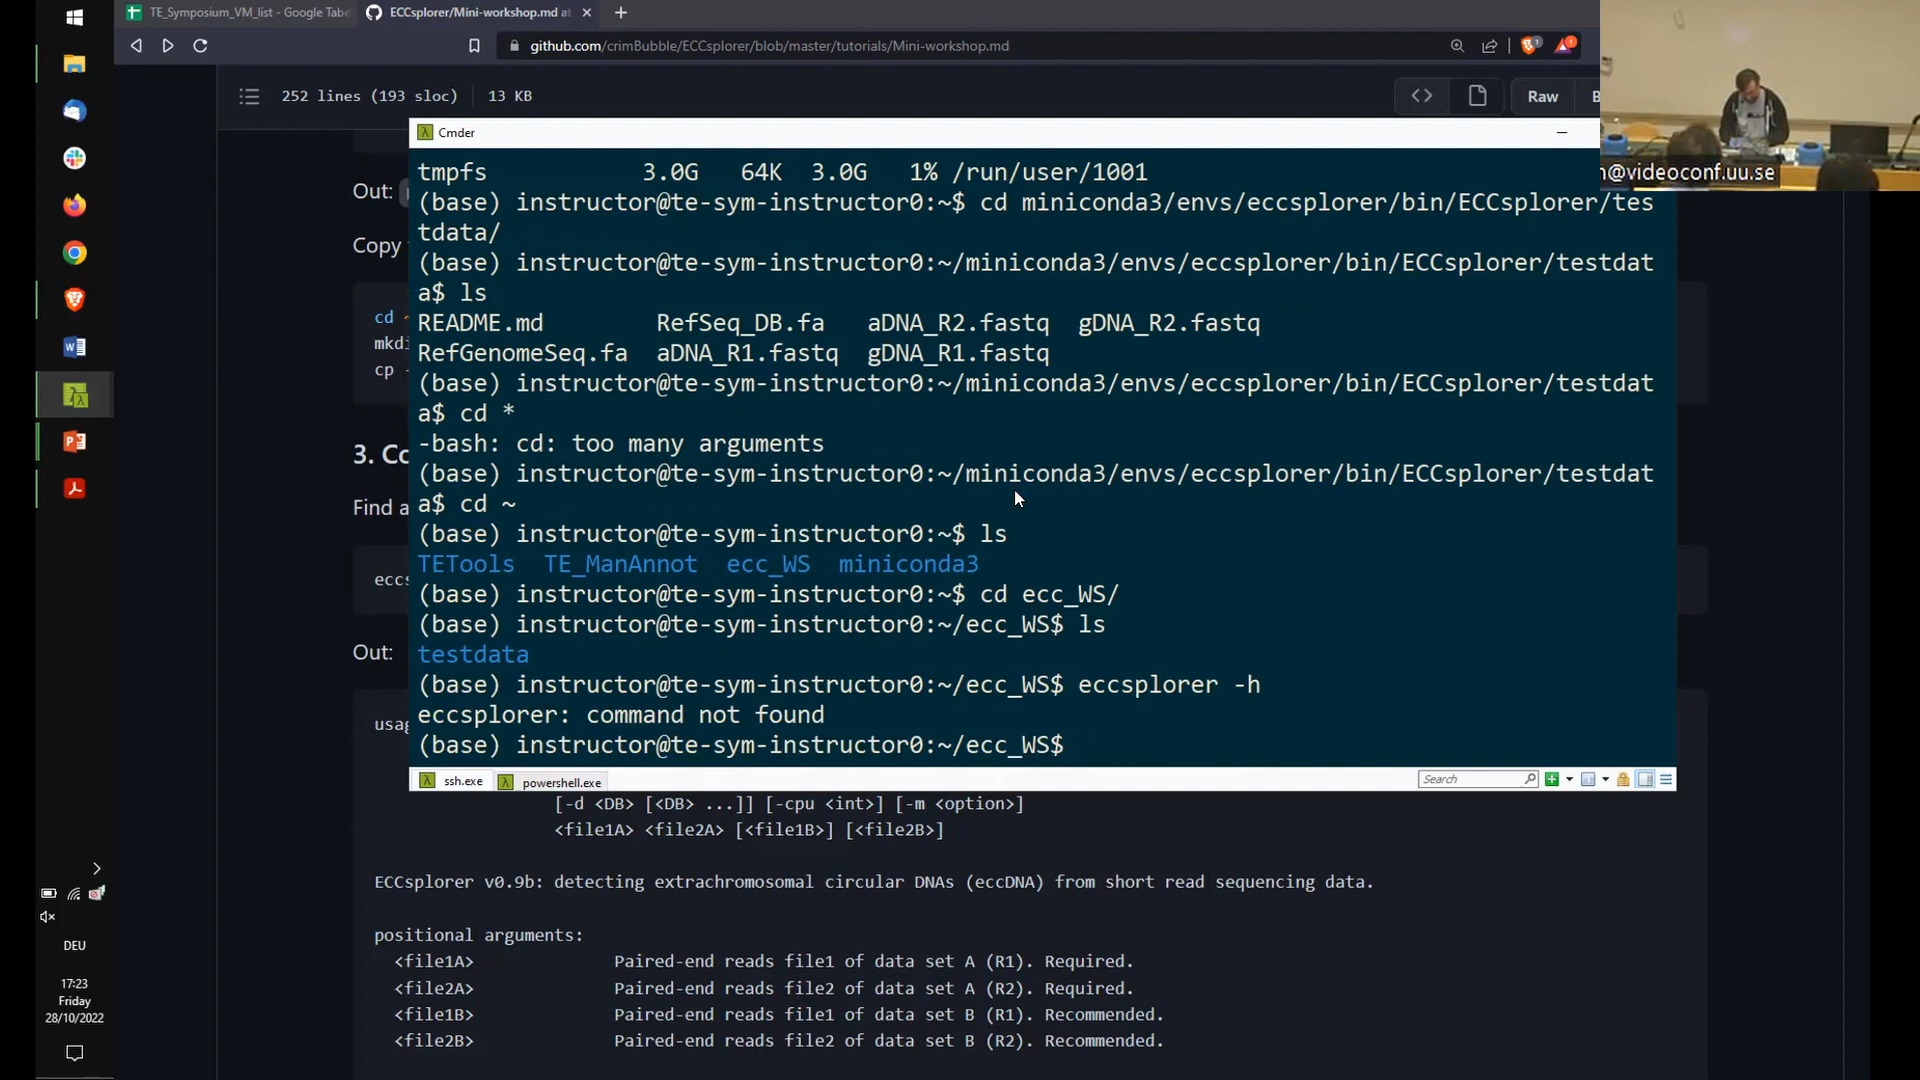 TE_Symposium_VM_list - Google Tabe
ECCsplorer/Mini-workshop.md at
github.com/crimBubble/ECCsplorer/blob/master/tutorials/Mini-workshop.md
252 lines (193 sloc)
13 KB
Raw
B
n@videoconf.uu.se
Out:
Copy
cd ~
mkdi
cp -
3. Co
Find a
eccs
Out:
usag
Cmder
tmpfs 3.0G 64K 3.0G 1% /run/user/1001
(base) instructor@te-sym-instructor0:~$ cd miniconda3/envs/eccsplorer/bin/ECCsplorer/tes
tdata/
(base) instructor@te-sym-instructor0:~/miniconda3/envs/eccsplorer/bin/ECCsplorer/testdat
a$ ls
README.md RefSeq_DB.fa aDNA_R2.fastq gDNA_R2.fastq
RefGenomeSeq.fa aDNA_R1.fastq gDNA_R1.fastq
(base) instructor@te-sym-instructor0:~/miniconda3/envs/eccsplorer/bin/ECCsplorer/testdat
a$ cd *
-bash: cd: too many arguments
(base) instructor@te-sym-instructor0:~/miniconda3/envs/eccsplorer/bin/ECCsplorer/testdat
a$ cd ~
(base) instructor@te-sym-instructor0:~$ ls
TETools TE_ManAnnot ecc_WS miniconda3
(base) instructor@te-sym-instructor0:~$ cd ecc_WS/
(base) instructor@te-sym-instructor0:~/ecc_WS$ ls
testdata
(base) instructor@te-sym-instructor0:~/ecc_WS$ eccsplorer -h
eccsplorer: command not found
(base) instructor@te-sym-instructor0:~/ecc_WS$
ssh.exe
powershell.exe
Search
[-d <DB> [<DB> ...]] [-cpu <int>] [-m <option>]
<file1A> <file2A> [<file1B>] [<file2B>]
ECCsplorer v0.9b: detecting extrachromosomal circular DNAs (eccDNA) from short read sequencing data.
positional arguments:
<file1A> Paired-end reads file1 of data set A (R1). Required.
<file2A> Paired-end reads file2 of data set A (R2). Required.
<file1B> Paired-end reads file1 of data set B (R1). Recommended.
<file2B> Paired-end reads file2 of data set B (R2). Recommended.
DEU
17:23
Friday
28/10/2022